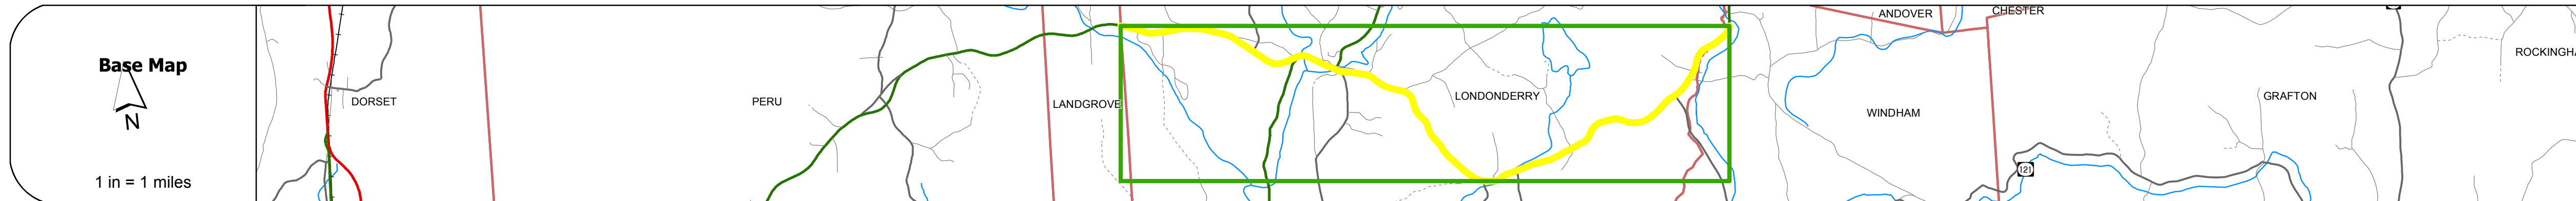 Base Map
N
1 in = 1 miles
DORSET
PERU
LANDGROVE
LONDONDERRY
ANDOVER
CHESTER
WINDHAM
121
GRAFTON
ROCKINGHA